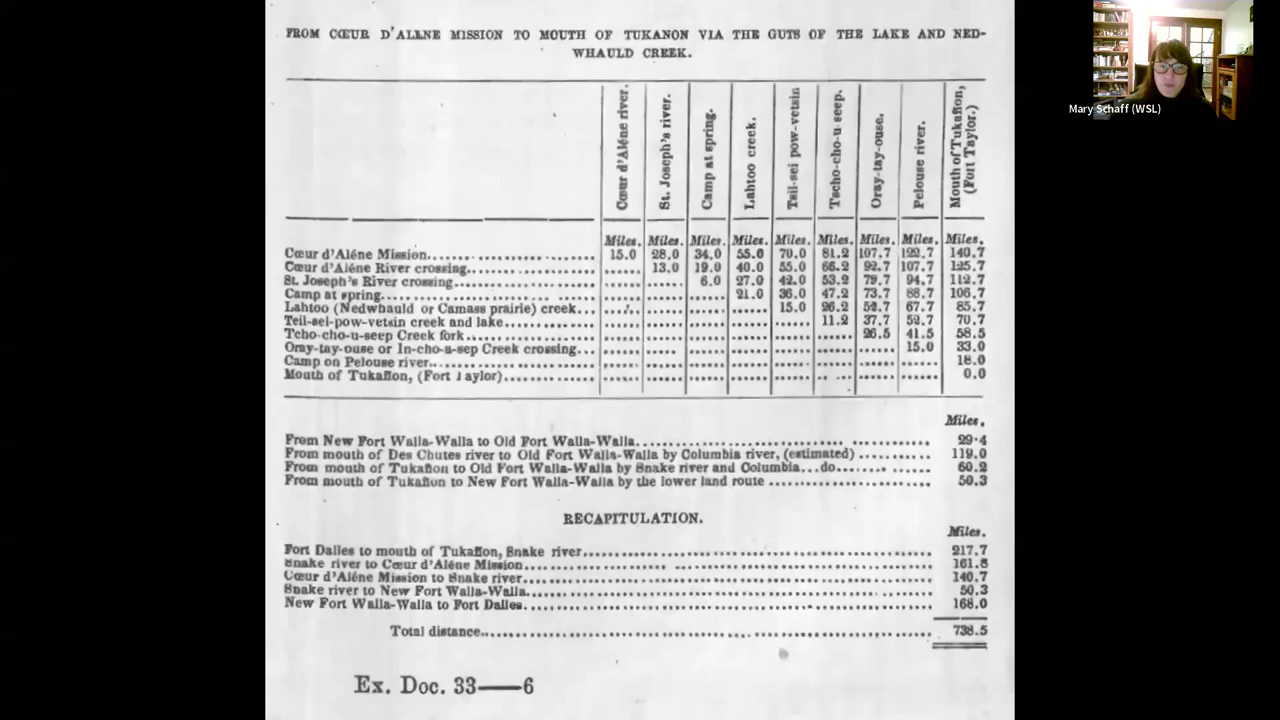 FROM CŒUR D'ALENE MISSION TO MOUTH OF TUKANON VIA THE GUTS OF THE LAKE AND NED-
WHAULD CREEK.
Cœur d'Aléne river.
St. Joseph's river.
Camp at spring.
Lahtoo creek.
Tsil-sei pow-vetsin
Tscho-cho-u-seep.
Oray-tay-ouse.
Pelouse river.
Mouth of Tukañon, (Fort Taylor.)
Miles. Miles. Miles. Miles. Miles. Miles. Miles. Miles. Miles.
Cœur d'Aléne Mission 15.0 28.0 34.0 55.0 70.0 81.2 107.7 122.7 140.7
Cœur d'Aléne River crossing 13.0 19.0 40.0 55.0 66.2 92.7 107.7 125.7
St. Joseph's River crossing 6.0 27.0 42.0 53.2 79.7 94.7 112.7
Camp at spring 21.0 36.0 47.2 73.7 88.7 106.7
Lahtoo (Nedwhauld or Camass prairie) creek 15.0 26.2 52.7 67.7 85.7
Teil-sei-pow-vetsin creek and lake 11.2 37.7 52.7 70.7
Tcho-cho-u-seep Creek fork 26.5 41.5 58.5
Oray-tay-ouse or In-cho-a-sep Creek crossing 15.0 33.0
Camp on Pelouse river 18.0
Mouth of Tukañon, (Fort Taylor) 0.0
Miles.
From New Fort Walla-Walla to Old Fort Walla-Walla 29.4
From mouth of Des Chutes river to Old Fort Walla-Walla by Columbia river, (estimated) 119.0
From mouth of Tukañon to Old Fort Walla-Walla by Snake river and Columbia...do 60.2
From mouth of Tukañon to New Fort Walla-Walla by the lower land route 50.3
RECAPITULATION.
Miles.
Fort Dalles to mouth of Tukañon, Snake river 217.7
Snake river to Cœur d'Aléne Mission 161.8
Cœur d'Aléne Mission to Snake river 140.7
Snake river to New Fort Walla-Walla 50.3
New Fort Walla-Walla to Fort Dalles 168.0
Total distance 738.5
Ex. Doc. 33—6
Mary Schaff (WSL)